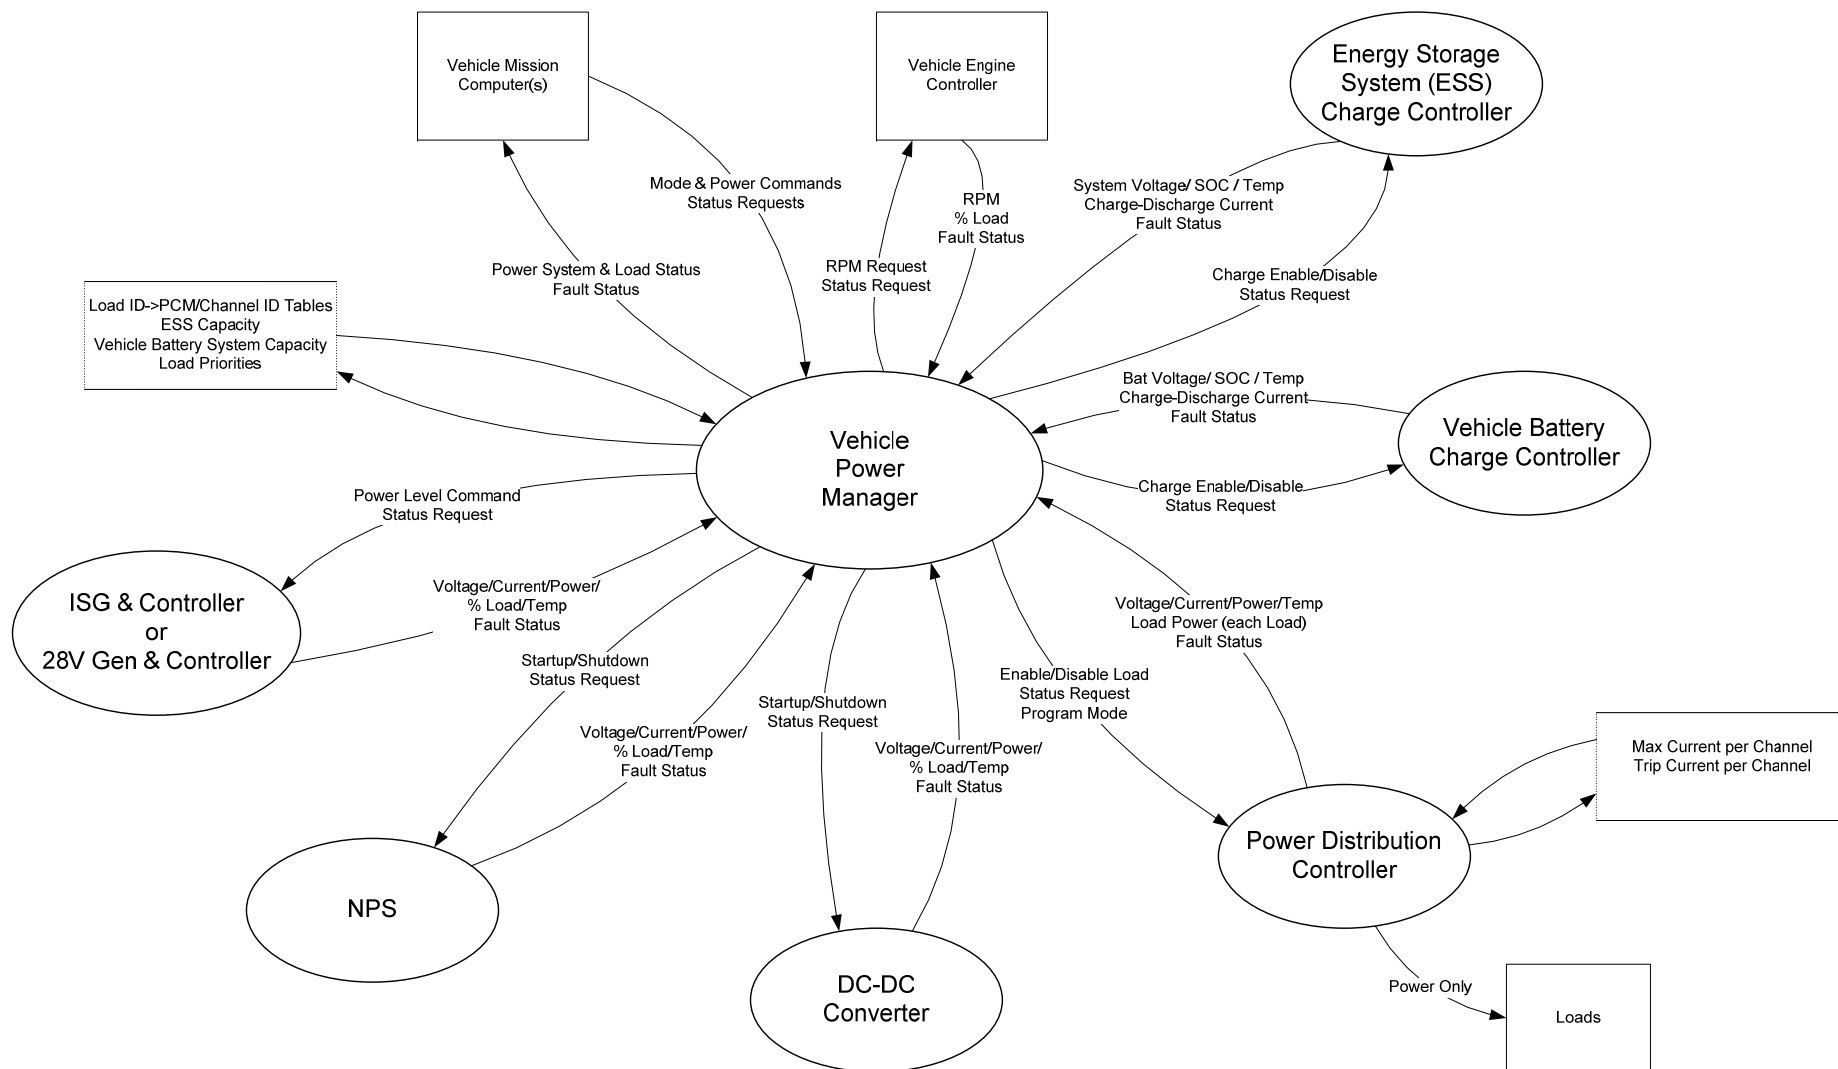 Vehicle Mission
Computer(s)
Vehicle Engine
Controller
Energy Storage
System (ESS)
Charge Controller
Mode & Power Commands
Status Requests
RPM
% Load
Fault Status
System Voltage/ SOC / Temp
Charge-Discharge Current
Fault Status
Power System & Load Status
Fault Status
RPM Request
Status Request
Charge Enable/Disable
Status Request
Load ID->PCM/Channel ID Tables
ESS Capacity
Vehicle Battery System Capacity
Load Priorities
Bat Voltage/ SOC / Temp
Charge-Discharge Current
Fault Status
Vehicle
Power
Manager
Vehicle Battery
Charge Controller
Power Level Command
Status Request
Charge Enable/Disable
Status Request
ISG & Controller
or
28V Gen & Controller
Voltage/Current/Power/
% Load/Temp
Fault Status
Voltage/Current/Power/Temp
Load Power (each Load)
Fault Status
Startup/Shutdown
Status Request
Startup/Shutdown
Status Request
Enable/Disable Load
Status Request
Program Mode
Voltage/Current/Power/
% Load/Temp
Fault Status
Voltage/Current/Power/
% Load/Temp
Fault Status
Max Current per Channel
Trip Current per Channel
Power Distribution
Controller
NPS
DC-DC
Converter
Power Only
Loads